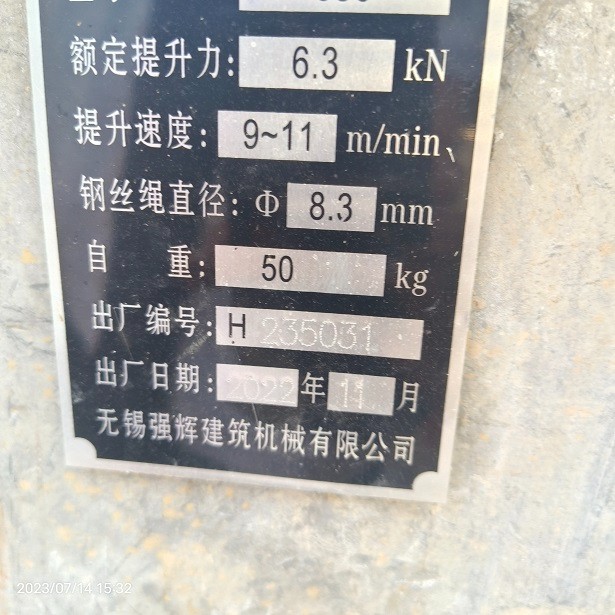 额定提升力: 6.3 kN
提升速度: 9~11 m/min
钢丝绳直径: Φ 8.3 mm
自 重: 50 kg
出厂编号: H 235031
出厂日期: 2022 年 11 月
无锡强辉建筑机械有限公司
2023/07/14 15:32